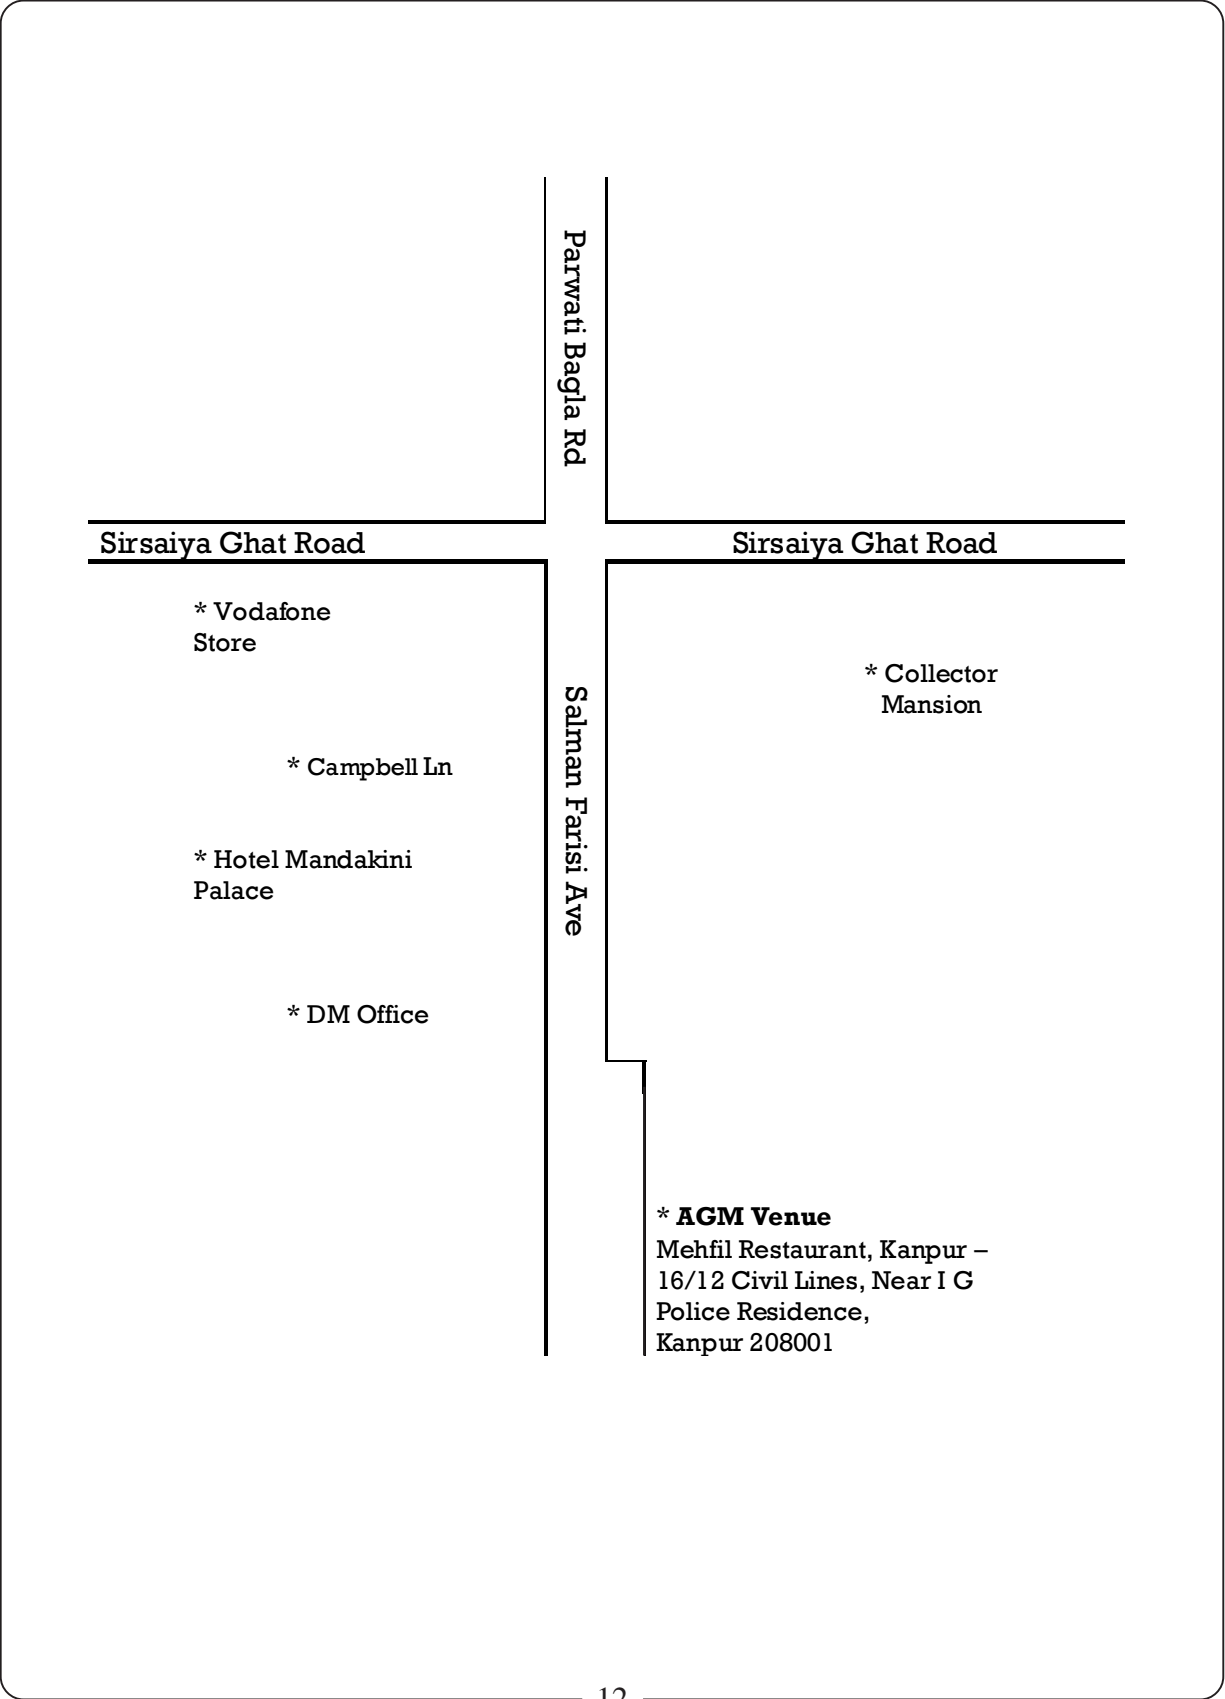 Parwati Bagla Rd
Sirsaiya Ghat Road
Sirsaiya Ghat Road
* Vodafone
Store
* Collector
Mansion
Salman Farisi Ave
* Campbell Ln
* Hotel Mandakini
Palace
* DM Office
* AGM Venue
Mehfil Restaurant, Kanpur –
16/12 Civil Lines, Near I G
Police Residence,
Kanpur 208001
12